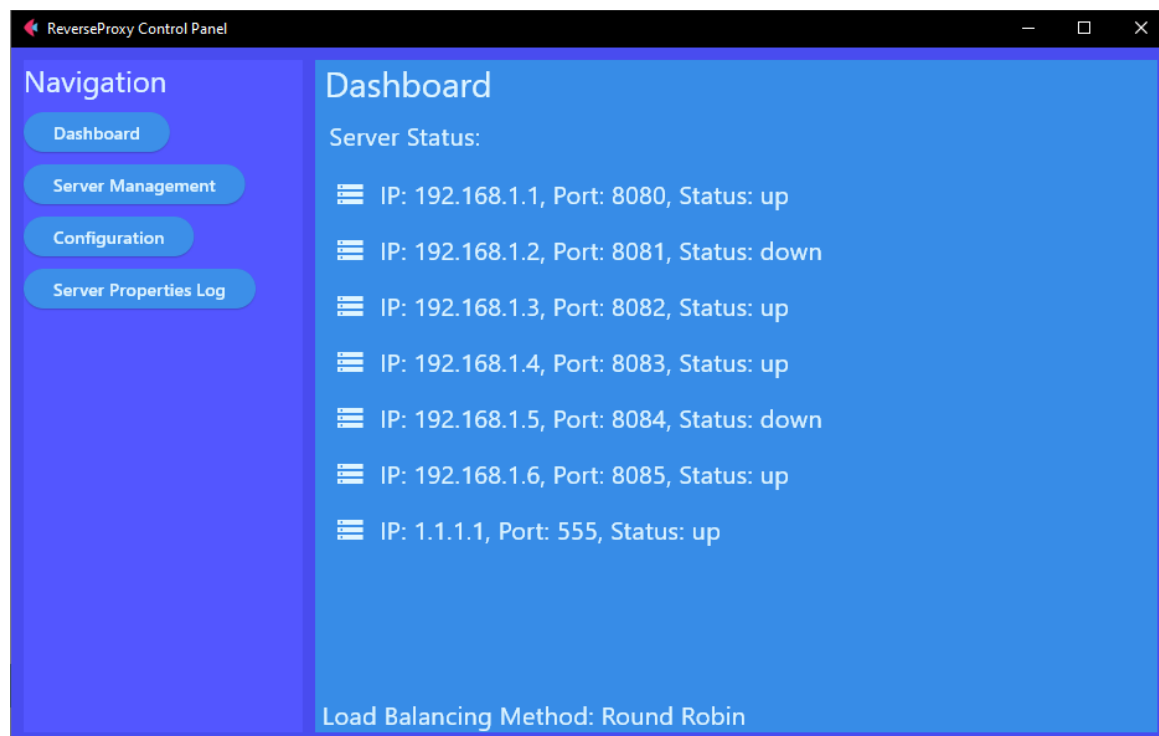 ReverseProxy Control Panel
Navigation
Dashboard
Server Management
Configuration
Server Properties Log
Dashboard
Server Status:
IP: 192.168.1.1, Port: 8080, Status: up
IP: 192.168.1.2, Port: 8081, Status: down
IP: 192.168.1.3, Port: 8082, Status: up
IP: 192.168.1.4, Port: 8083, Status: up
IP: 192.168.1.5, Port: 8084, Status: down
IP: 192.168.1.6, Port: 8085, Status: up
IP: 1.1.1.1, Port: 555, Status: up
Load Balancing Method: Round Robin